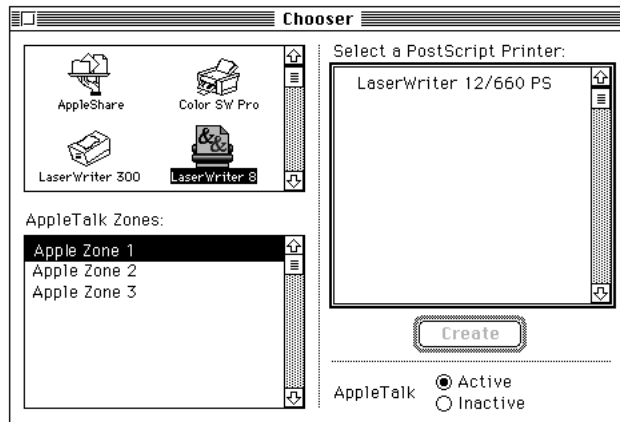 Chooser
AppleShare
Color SW Pro
LaserWriter 300
LaserWriter 8
AppleTalk Zones:
Apple Zone 1
Apple Zone 2
Apple Zone 3
Select a PostScript Printer:
LaserWriter 12/660 PS
Create
AppleTalk
Active
Inactive